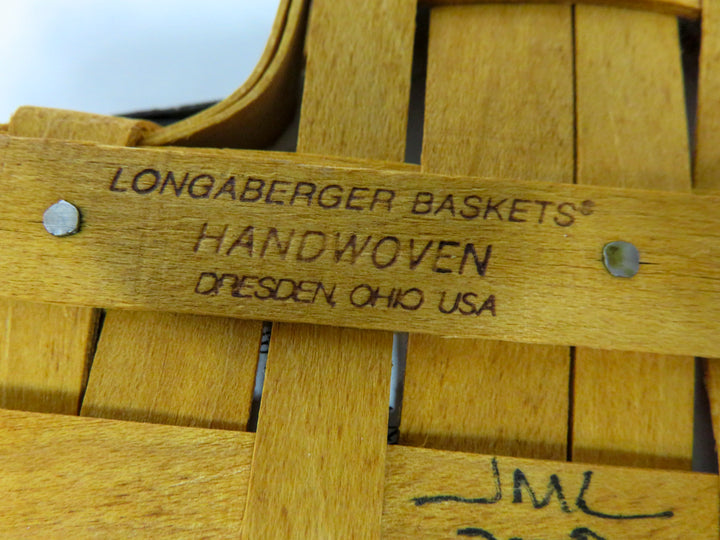 LONGABERGER BASKETS®
HANDWOVEN
DRESDEN, OHIO USA
JML